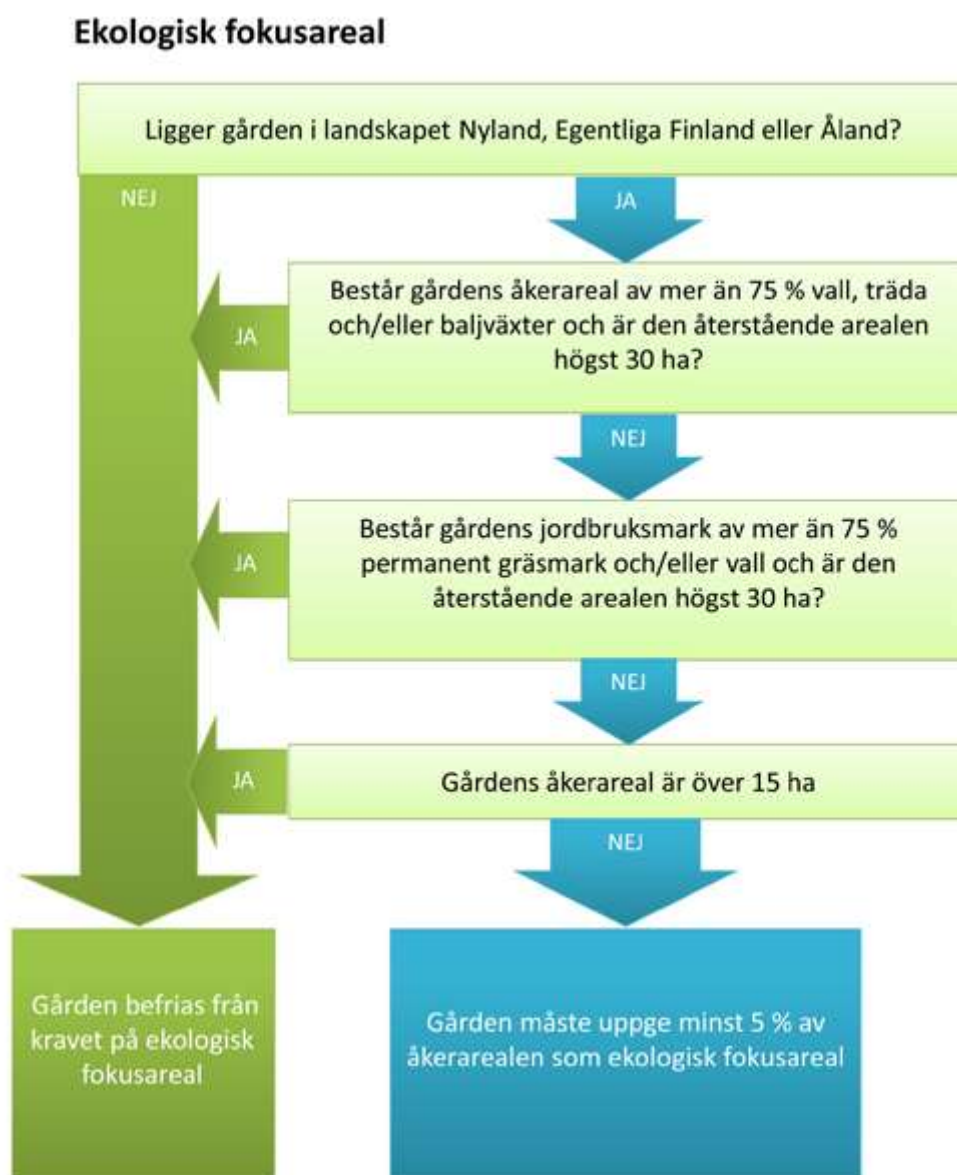 Ekologisk fokusareal
Ligger gården i landskapet Nyland, Egentliga Finland eller Åland?
NEJ
JA
Består gårdens åkerareal av mer än 75 % vall, träda
och/eller baljväxter och är den återstående arealen
högst 30 ha?
JA
NEJ
Består gårdens jordbruksmark av mer än 75 %
permanent gräsmark och/eller vall och är den
återstående arealen högst 30 ha?
JA
NEJ
Gårdens åkerareal är över 15 ha
JA
NEJ
Gården befrias från
kravet på ekologisk
fokusareal
Gården måste uppge minst 5 % av
åkerarealen som ekologisk fokusareal